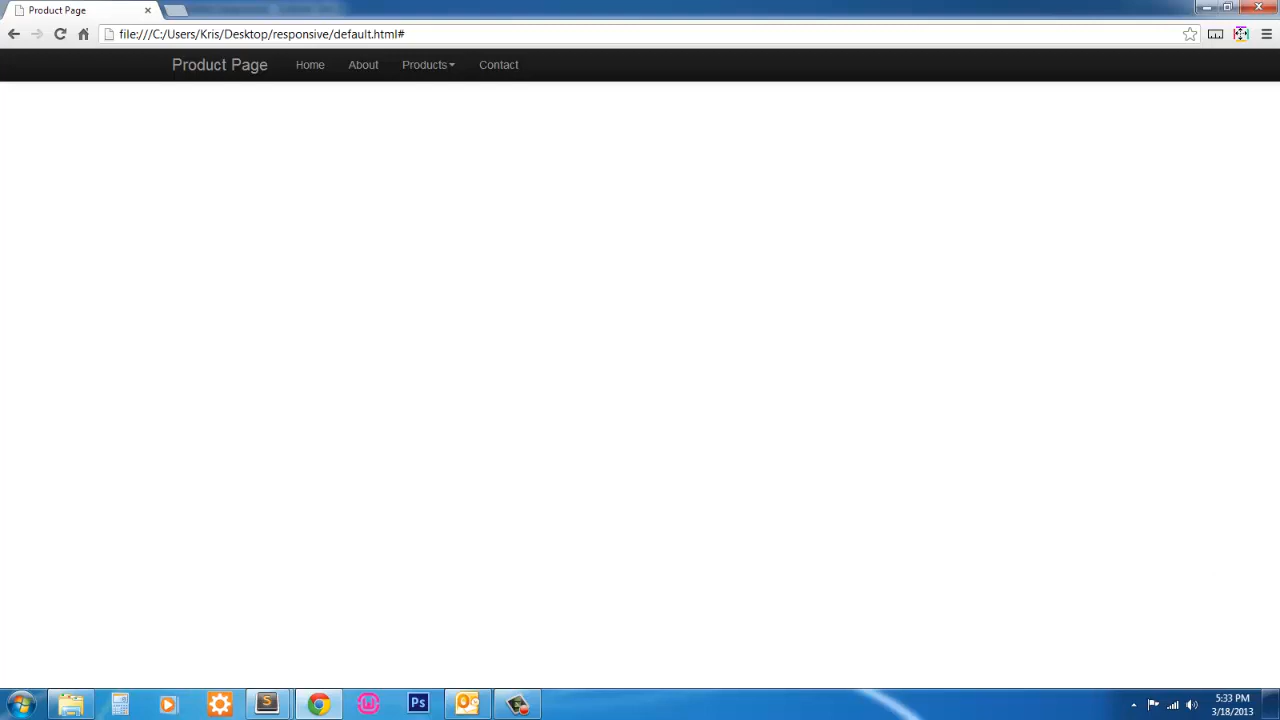 Product Page
file:///C:/Users/Kris/Desktop/responsive/default.html#
Product Page Home About Products Contact
S Ps
5:33 PM
3/18/2013